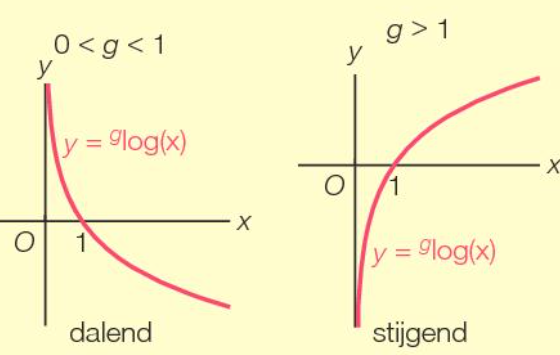 0 < g < 1
y
y = ᵍlog(x)
x
O
1
dalend
g > 1
y
x
O
1
y = ᵍlog(x)
stijgend